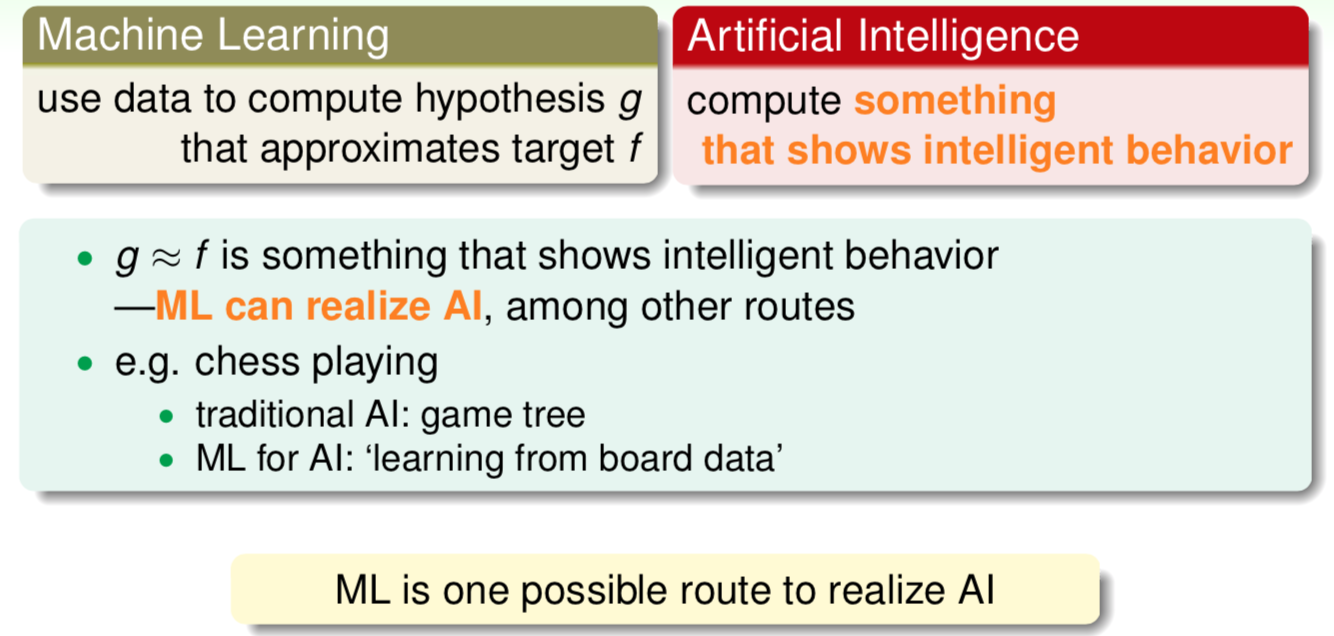 Machine Learning
use data to compute hypothesis g
that approximates target f
Artificial Intelligence
compute something
that shows intelligent behavior
• g ≈ f is something that shows intelligent behavior
—ML can realize AI, among other routes
• e.g. chess playing
• traditional AI: game tree
• ML for AI: ‘learning from board data’
ML is one possible route to realize AI